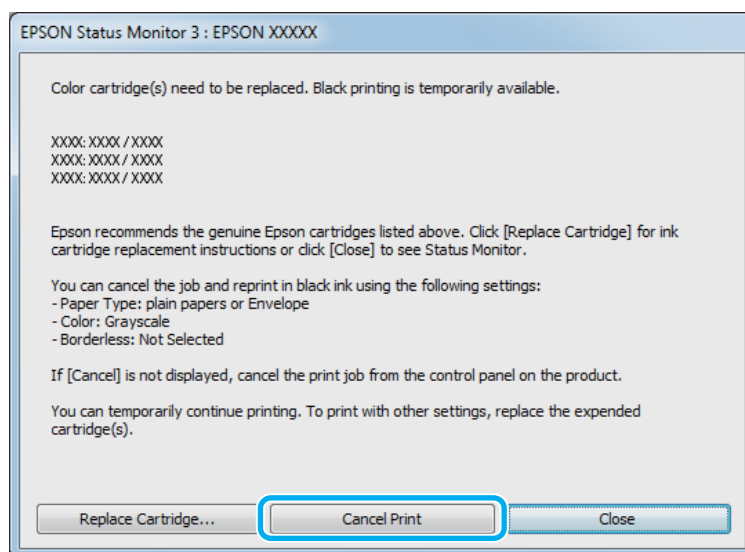 EPSON Status Monitor 3 : EPSON XXXXX
Color cartridge(s) need to be replaced. Black printing is temporarily available.
XXXX: XXXX / XXXX
XXXX: XXXX / XXXX
XXXX: XXXX / XXXX
Epson recommends the genuine Epson cartridges listed above. Click [Replace Cartridge] for ink
cartridge replacement instructions or click [Close] to see Status Monitor.
You can cancel the job and reprint in black ink using the following settings:
- Paper Type: plain papers or Envelope
- Color: Grayscale
- Borderless: Not Selected
If [Cancel] is not displayed, cancel the print job from the control panel on the product.
You can temporarily continue printing. To print with other settings, replace the expended
cartridge(s).
Replace Cartridge... Cancel Print Close